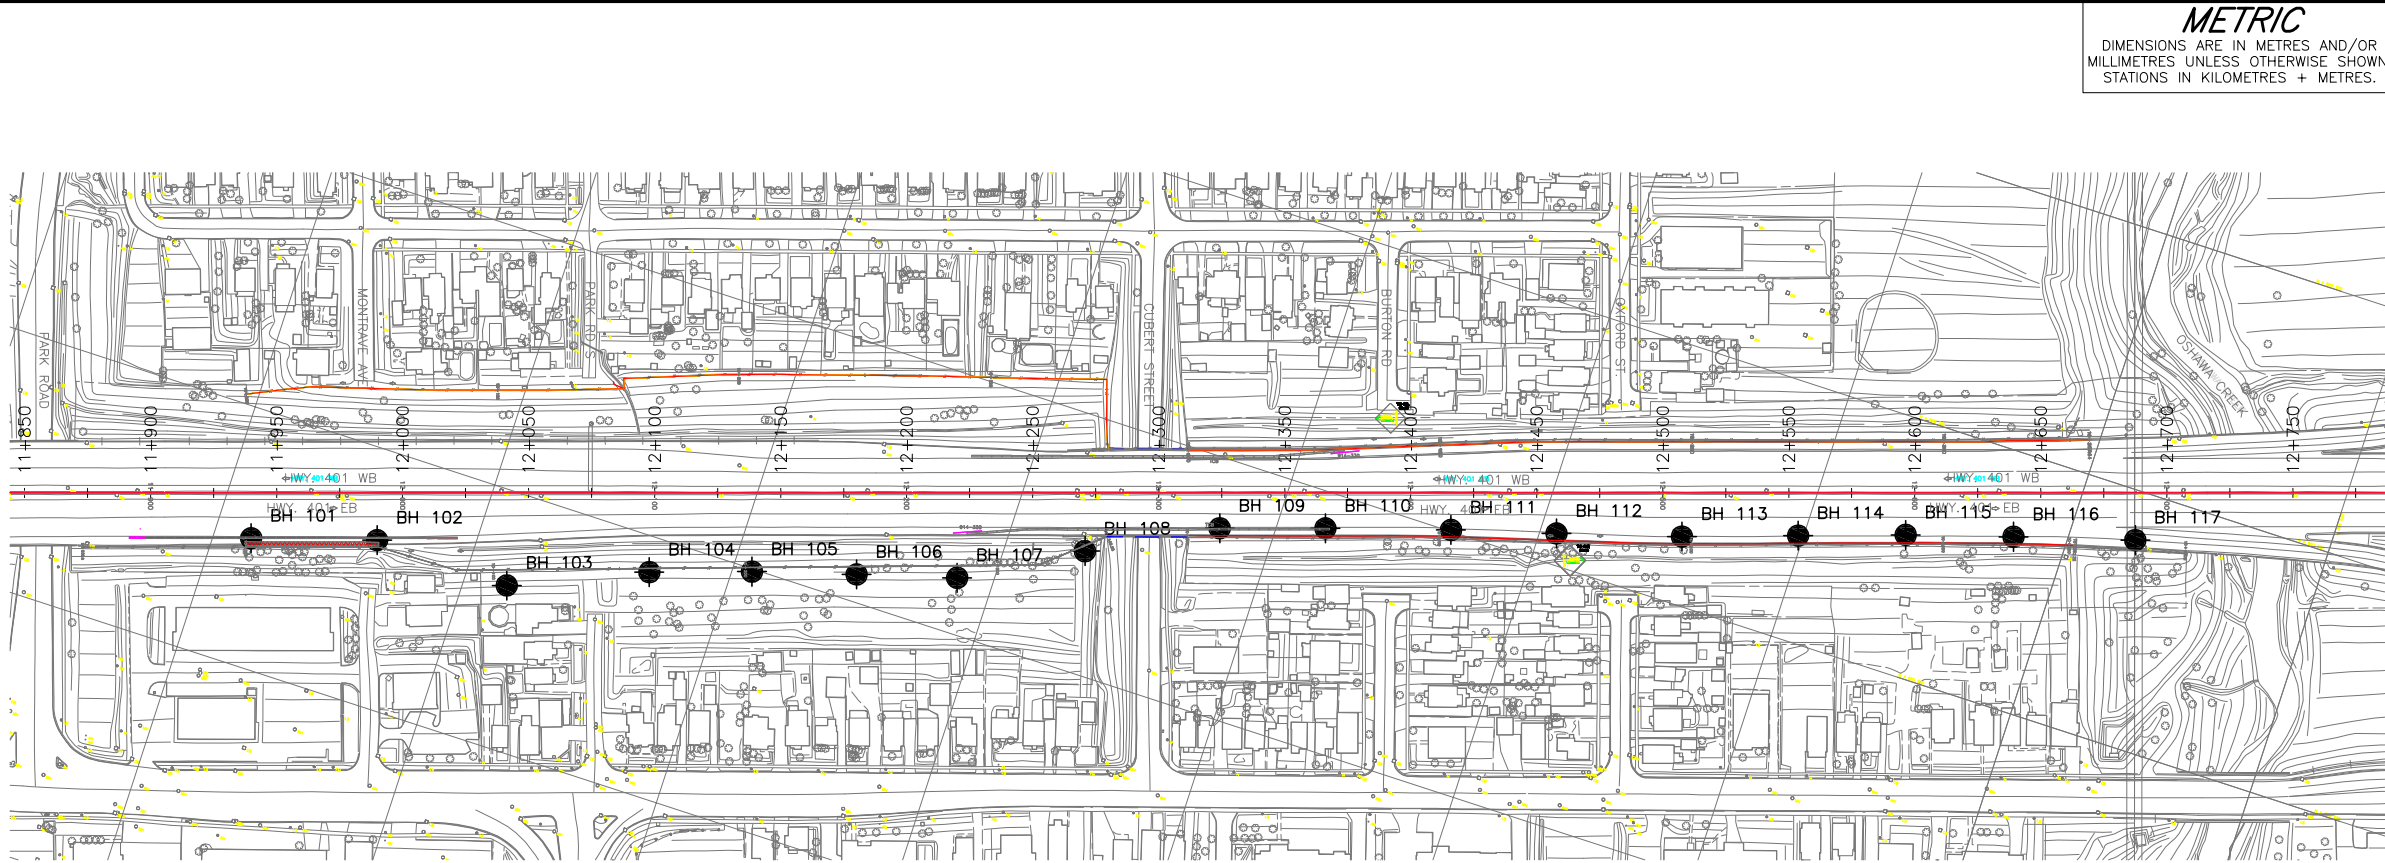 METRIC
DIMENSIONS ARE IN METRES AND/OR
MILLIMETRES UNLESS OTHERWISE SHOWN
STATIONS IN KILOMETRES + METRES.
PARK ROAD
MONTRAVE AVE
PARK RD S
CUBERT STREET
BURTON RD
OXFORD ST
OSHAWA CREEK
11+850
11+900
11+950
12+000
12+050
12+100
12+150
12+200
12+250
12+300
12+350
12+400
12+450
12+500
12+550
12+600
12+650
12+700
12+750
HWY. 401 WB
HWY. 401 WB
HWY. 401 WB
HWY. 401 EB
HWY. 401 EB
HWY. 401 EB
BH 101
BH 102
BH 103
BH 104
BH 105
BH 106
BH 107
BH 108
BH 109
BH 110
BH 111
BH 112
BH 113
BH 114
BH 115
BH 116
BH 117